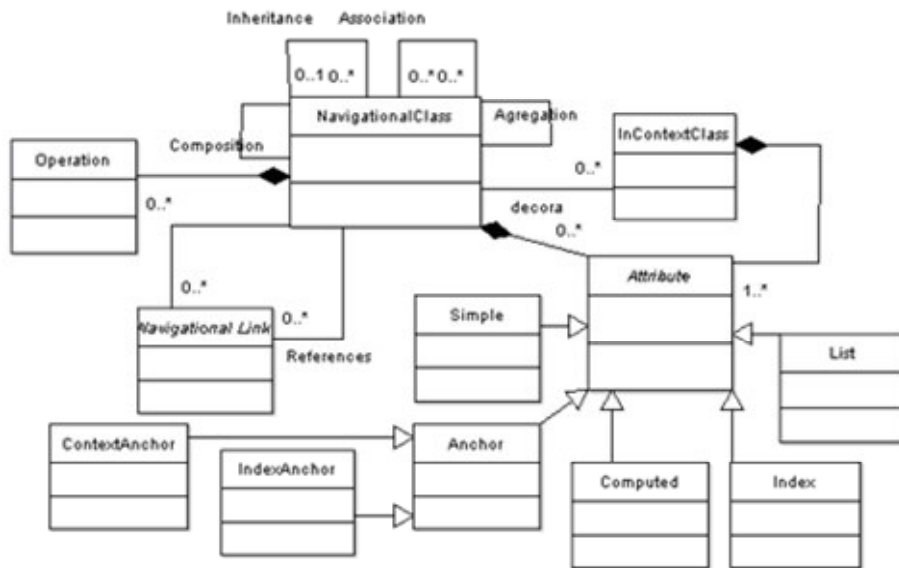 Inheritance Association
0..1 0..* 0..* 0..*
NavigationalClass
Agregation
InContextClass
Composition
Operation
0..*
0..*
decora
0..*
0..*
Attribute
1..*
0..*
Navigational Link
0..*
References
Simple
List
ContextAnchor
Anchor
IndexAnchor
Computed
Index